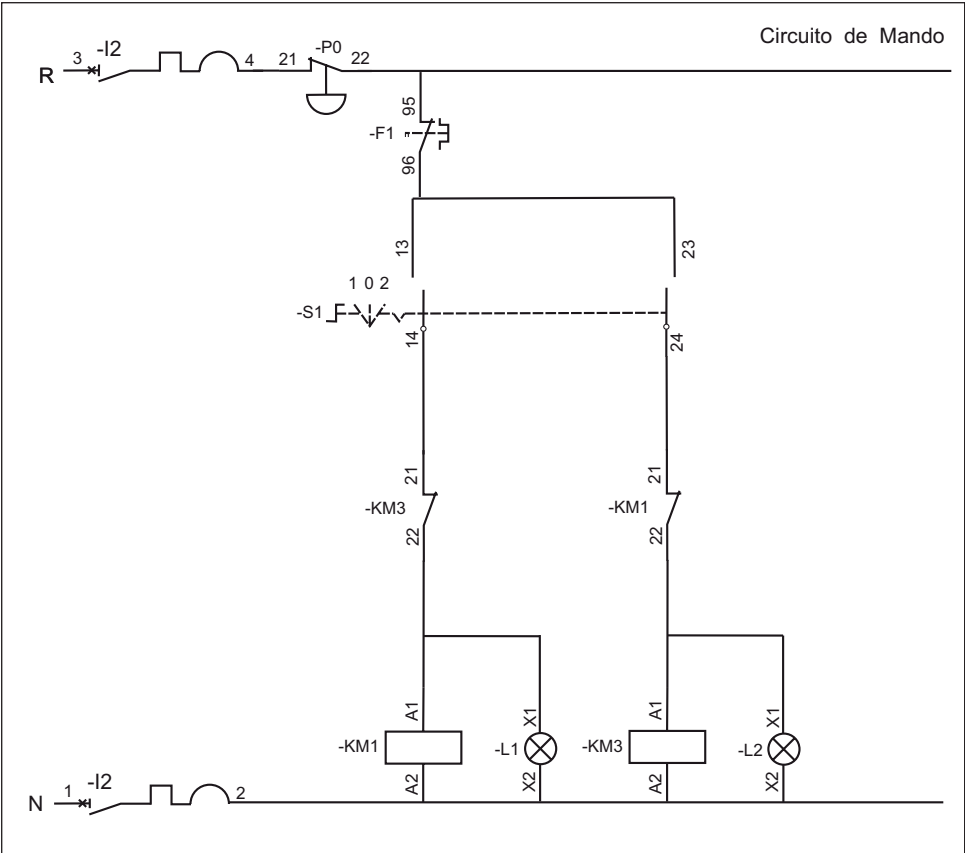 Circuito de Mando
-I2
-P0
R 3 4 21 22
95
-F1
96
13 23
1 0 2
-S1
14 24
21 21
-KM3 -KM1
22 22
A1 X1 A1 X1
-KM1 -L1 -KM3 -L2
A2 X2 A2 X2
-I2
N 1 2